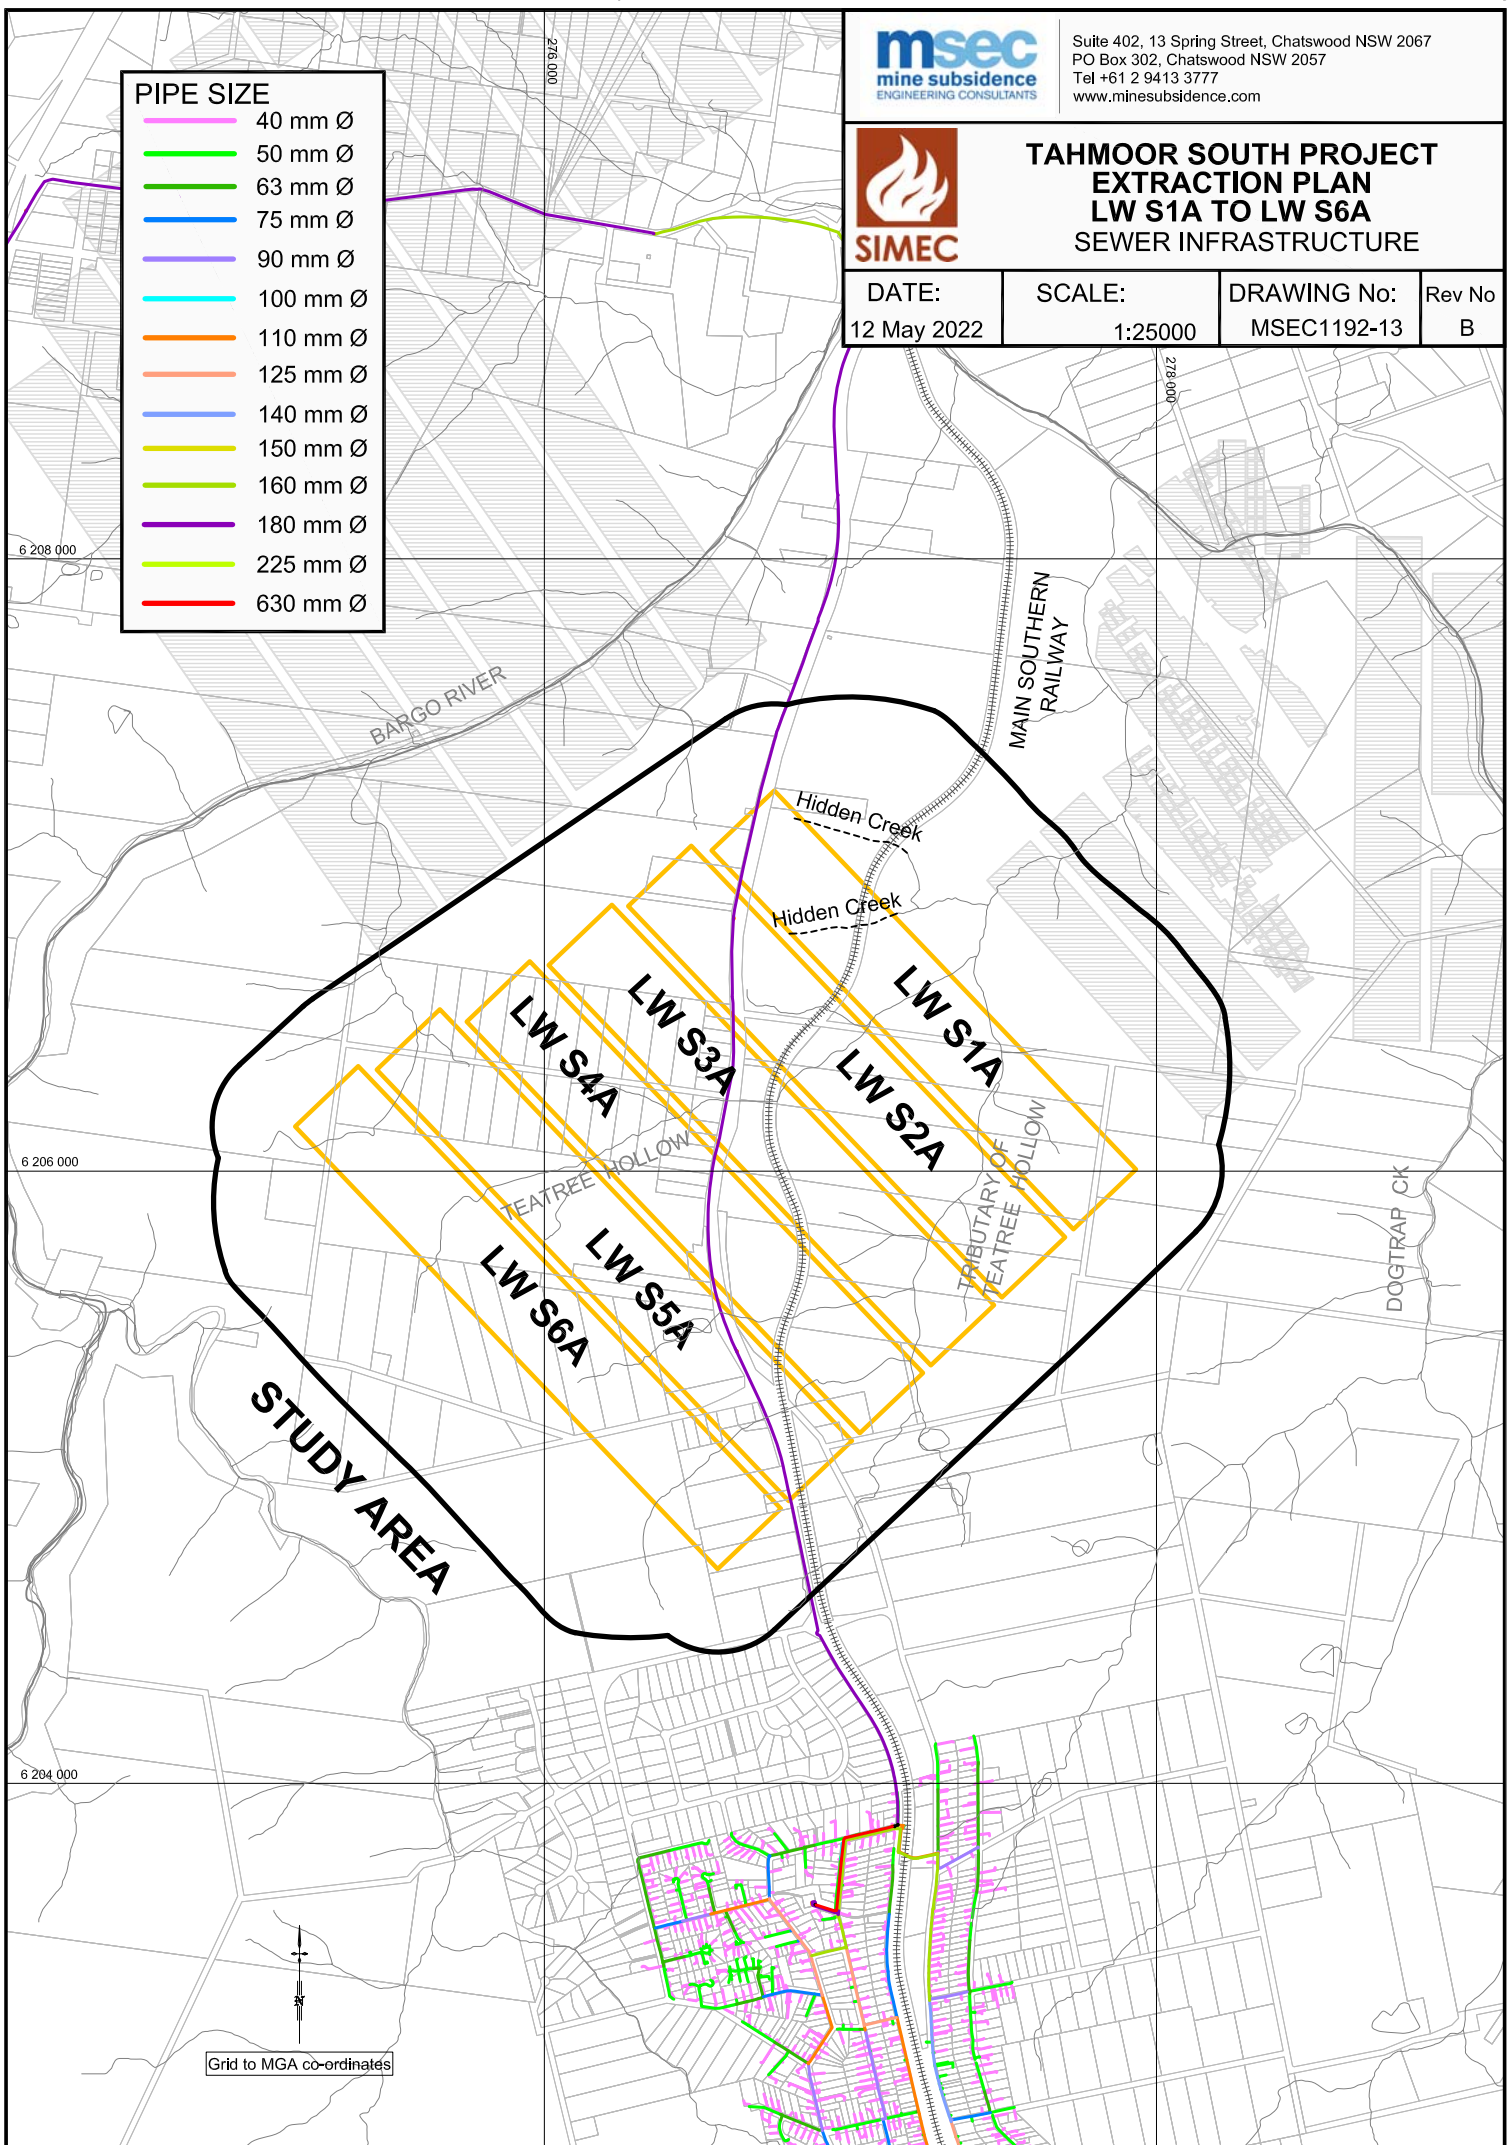 msec
mine subsidence
ENGINEERING CONSULTANTS
Suite 402, 13 Spring Street, Chatswood NSW 2067
PO Box 302, Chatswood NSW 2057
Tel +61 2 9413 3777
www.minesubsidence.com
SIMEC
TAHMOOR SOUTH PROJECT
EXTRACTION PLAN
LW S1A TO LW S6A
SEWER INFRASTRUCTURE
DATE:
12 May 2022
SCALE:
1:25000
DRAWING No:
MSEC1192-13
Rev No
B
PIPE SIZE
40 mm Ø
50 mm Ø
63 mm Ø
75 mm Ø
90 mm Ø
100 mm Ø
110 mm Ø
125 mm Ø
140 mm Ø
150 mm Ø
160 mm Ø
180 mm Ø
225 mm Ø
630 mm Ø
276 000
278 000
6 208 000
BARGO RIVER
MAIN SOUTHERN
RAILWAY
Hidden Creek
Hidden Creek
LW S1A
LW S2A
LW S3A
LW S4A
LW S5A
LW S6A
TEATREE HOLLOW
TRIBUTARY OF
TEATREE HOLLOW
6 206 000
DOGTRAP CK
STUDY AREA
6 204 000
N
Grid to MGA co-ordinates